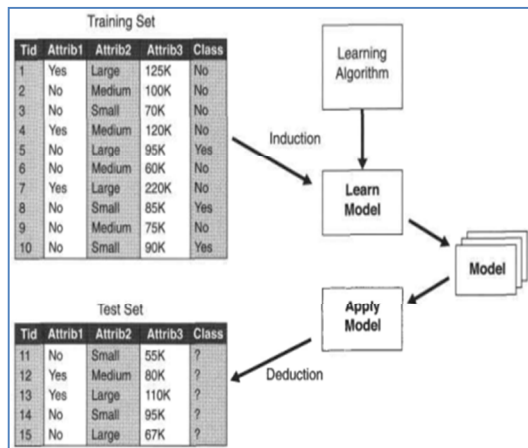 Training Set
Tid Attrib1 Attrib2 Attrib3 Class
1 Yes Large 125K No
2 No Medium 100K No
3 No Small 70K No
4 Yes Medium 120K No
5 No Large 95K Yes
6 No Medium 60K No
7 Yes Large 220K No
8 No Small 85K Yes
9 No Medium 75K No
10 No Small 90K Yes
Learning
Algorithm
Induction
Learn
Model
Model
Apply
Model
Deduction
Test Set
Tid Attrib1 Attrib2 Attrib3 Class
11 No Small 55K ?
12 Yes Medium 80K ?
13 Yes Large 110K ?
14 No Small 95K ?
15 No Large 67K ?